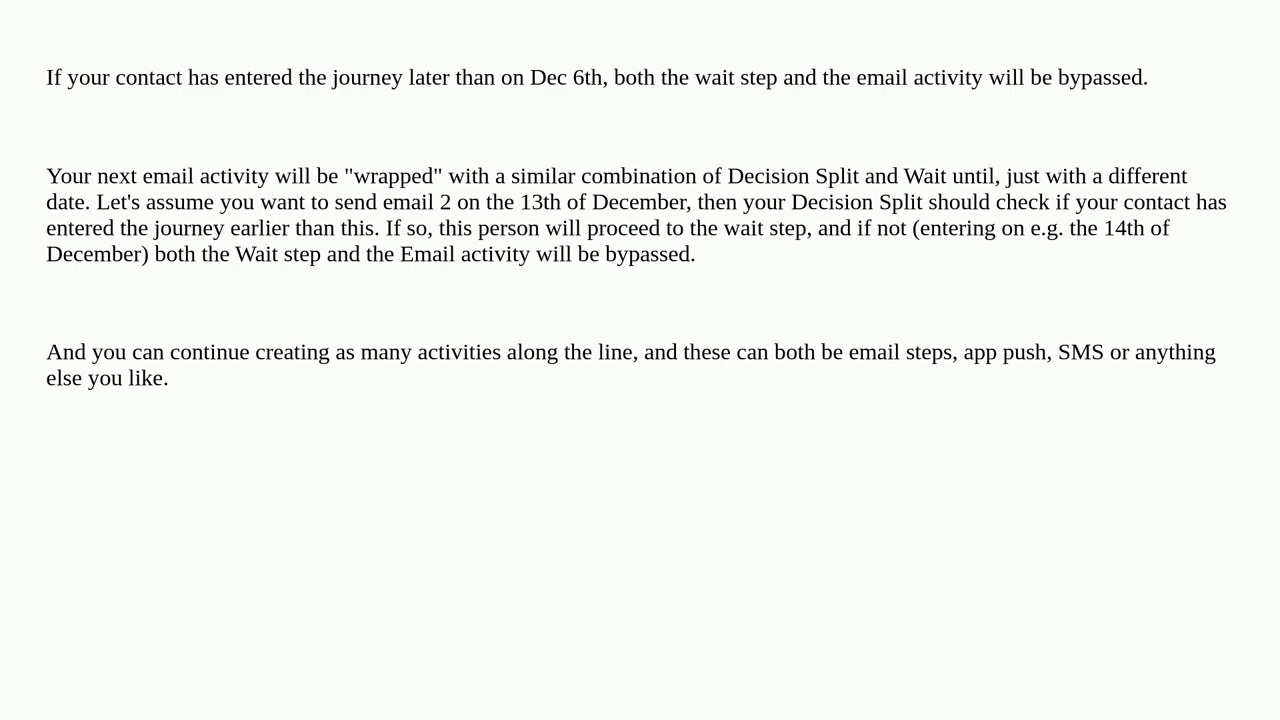 If your contact has entered the journey later than on Dec 6th, both the wait step and the email activity will be bypassed.
Your next email activity will be "wrapped" with a similar combination of Decision Split and Wait until, just with a different
date. Let's assume you want to send email 2 on the 13th of December, then your Decision Split should check if your contact has
entered the journey earlier than this. If so, this person will proceed to the wait step, and if not (entering on e.g. the 14th of
December) both the Wait step and the Email activity will be bypassed.
And you can continue creating as many activities along the line, and these can both be email steps, app push, SMS or anything
else you like.